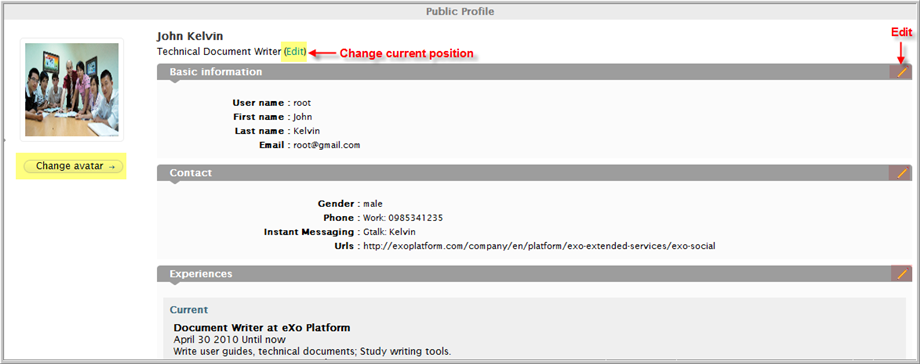 Public Profile
John Kelvin
Technical Document Writer (Edit)
Change current position
Edit
Change avatar →
Basic information
User name : root
First name : John
Last name : Kelvin
Email : root@gmail.com
Contact
Gender : male
Phone : Work: 0985341235
Instant Messaging : Gtalk: Kelvin
Urls : http://exoplatform.com/company/en/platform/exo-extended-services/exo-social
Experiences
Current
Document Writer at eXo Platform
April 30 2010 Until now
Write user guides, technical documents; Study writing tools.